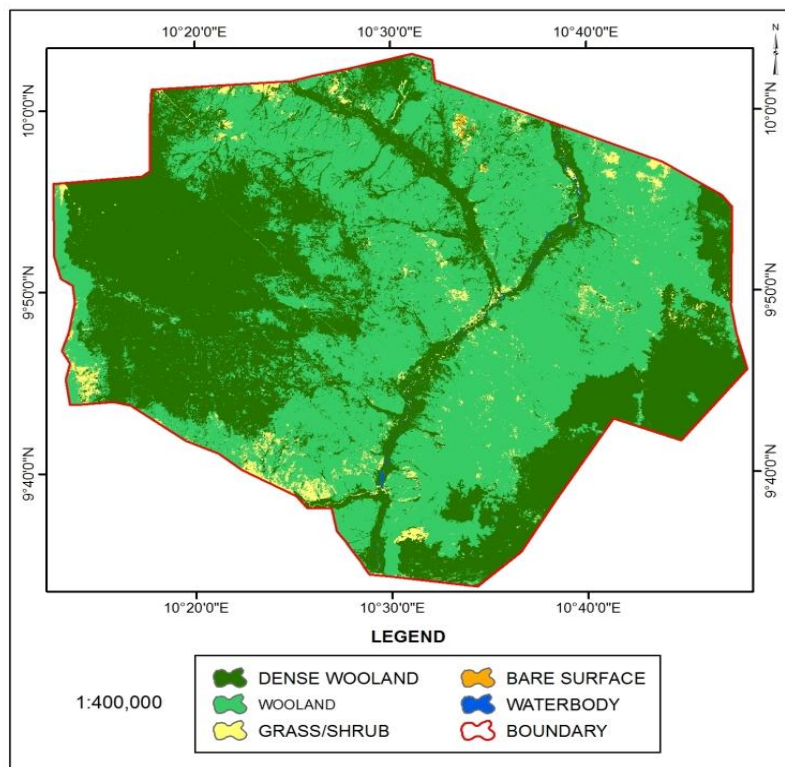 10°20'0"E 10°30'0"E 10°40'0"E
N
10°0'0"N 10°0'0"N
9°50'0"N 9°50'0"N
9°40'0"N 9°40'0"N
10°20'0"E 10°30'0"E 10°40'0"E
LEGEND
1:400,000
DENSE WOOLAND BARE SURFACE
WOOLAND WATERBODY
GRASS/SHRUB BOUNDARY